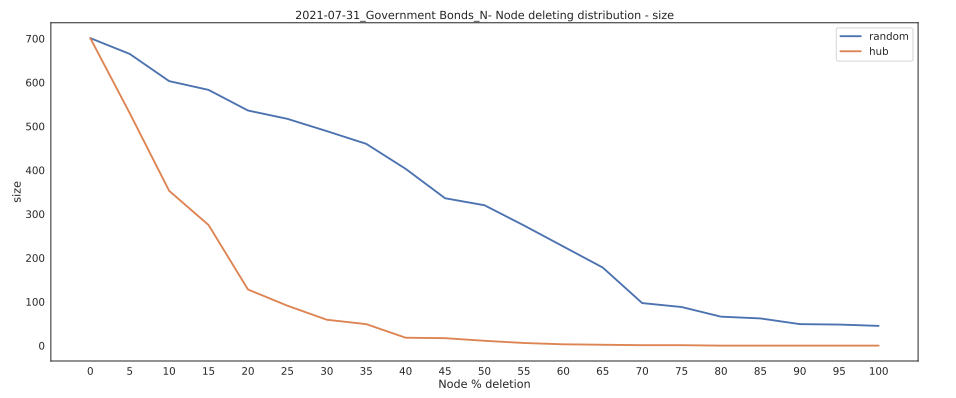 2021-07-31_Government Bonds_N- Node deleting distribution - size
random
hub
700
600
500
400
300
200
100
0
size
0 5 10 15 20 25 30 35 40 45 50 55 60 65 70 75 80 85 90 95 100
Node % deletion